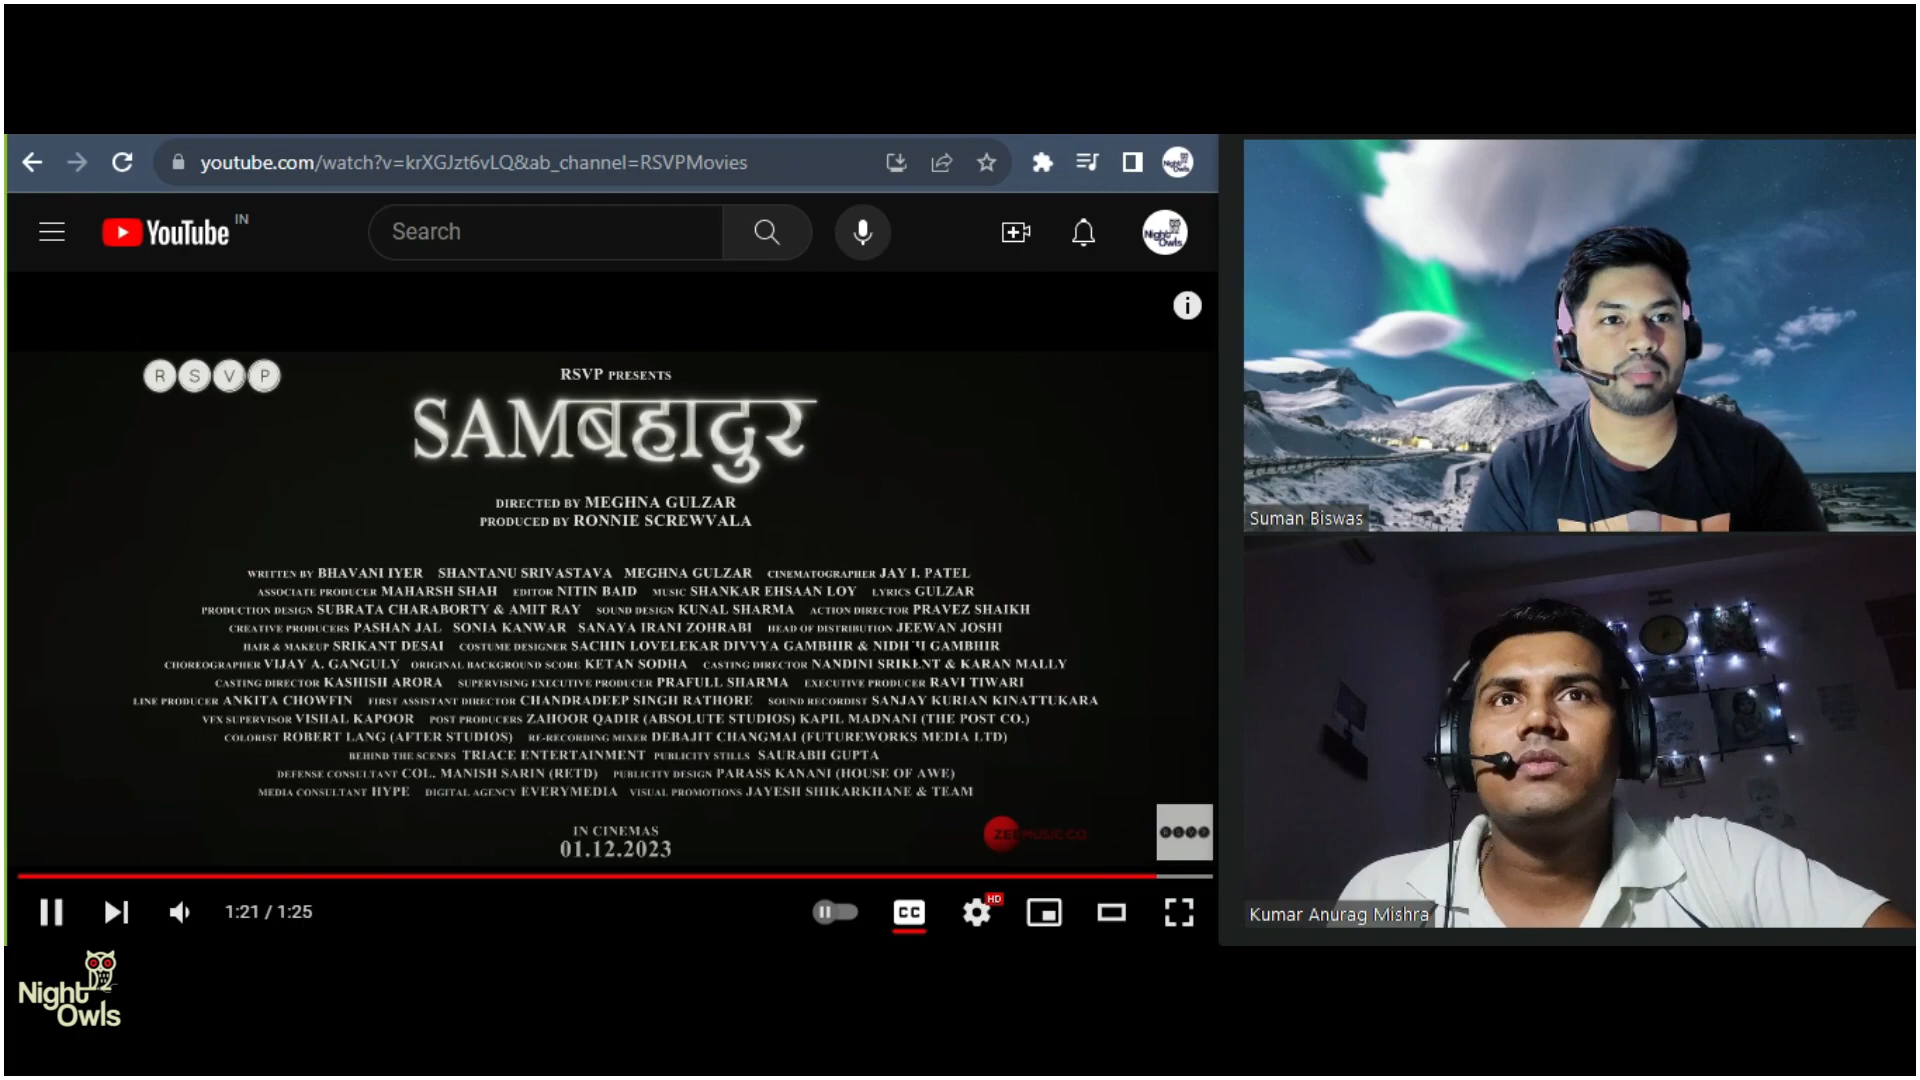 youtube.com/watch?v=krXGJzt6vLQ&ab_channel=RSVPMovies
YouTube IN
Search
Night Owls
R S V P
RSVP PRESENTS
SAMबहादुर
DIRECTED BY MEGHNA GULZAR
PRODUCED BY RONNIE SCREWVALA
WRITTEN BY BHAVANI IYER SHANTANU SRIVASTAVA MEGHNA GULZAR CINEMATOGRAPHER JAY I. PATEL
ASSOCIATE PRODUCER MAHARSH SHAH EDITOR NITIN BAID MUSIC SHANKAR EHSAAN LOY LYRICS GULZAR
PRODUCTION DESIGN SUBRATA CHARABORTY & AMIT RAY SOUND DESIGN KUNAL SHARMA ACTION DIRECTOR PRAVEZ SHAIKH
CREATIVE PRODUCERS PASHAN JAL SONIA KANWAR SANAYA IRANI ZOHRABI HEAD OF DISTRIBUTION JEEWAN JOSHI
HAIR & MAKEUP SRIKANT DESAI COSTUME DESIGNER SACHIN LOVELEKAR DIVVYA GAMBHIR & GAMBHIR
CHOREOGRAPHER VIJAY A. GANGULY ORIGINAL BACKGROUND SCORE KETAN SODHA CASTING DIRECTOR NANDINI & KARAN MALLY
CASTING DIRECTOR KASHISH ARORA SUPERVISING EXECUTIVE PRODUCER PRAFULL SHARMA EXECUTIVE PRODUCER RAVI TIWARI
LINE PRODUCER ANKITA CHOWFIN FIRST ASSISTANT DIRECTOR CHANDRADEEP SINGH RATHORE SOUND RECORDIST SANJAY KURIAN KINATTUKARA
VFX SUPERVISOR VISHAL KAPOOR POST PRODUCERS ZAHOOR QADIR (ABSOLUTE STUDIOS) KAPIL MADNANI (THE POST CO.)
COLORIST ROBERT LANG (AFTER STUDIOS) RE-RECORDING MIXER DEBAJIT CHANGMAI (FUTUREWORKS MEDIA LTD)
BEHIND THE SCENES TRIACE ENTERTAINMENT PUBLICITY STILLS SAURABH GUPTA
DEFENSE CONSULTANT COL. MANISH SARIN (RETD) PUBLICITY DESIGN PARASS KANANI (HOUSE OF AWE)
MEDIA CONSULTANT HYPE DIGITAL AGENCY EVERYMEDIA VISUAL PROMOTIONS JAYESH SHIKARKHANE & TEAM
IN CINEMAS
01.12.2023
ZEE MUSIC CO.
RSVP
1:21 / 1:25
CC
HD
Suman Biswas
Kumar Anurag Mishra
Night
Owls